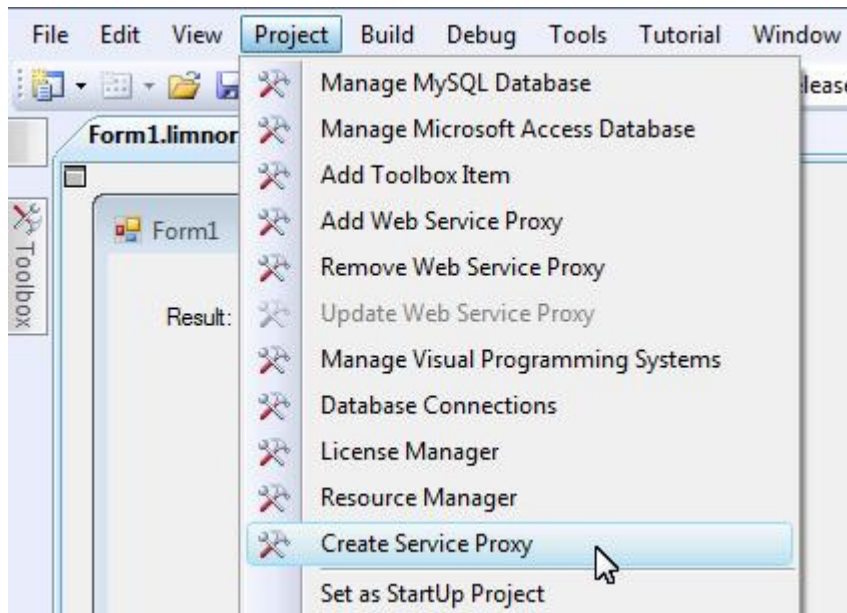 File Edit View Project Build Debug Tools Tutorial Window
Manage MySQL Database
Manage Microsoft Access Database
Form1.limnor
Add Toolbox Item
Add Web Service Proxy
Form1
Toolbox
Remove Web Service Proxy
Result:
Update Web Service Proxy
Manage Visual Programming Systems
Database Connections
License Manager
Resource Manager
Create Service Proxy
Set as StartUp Project